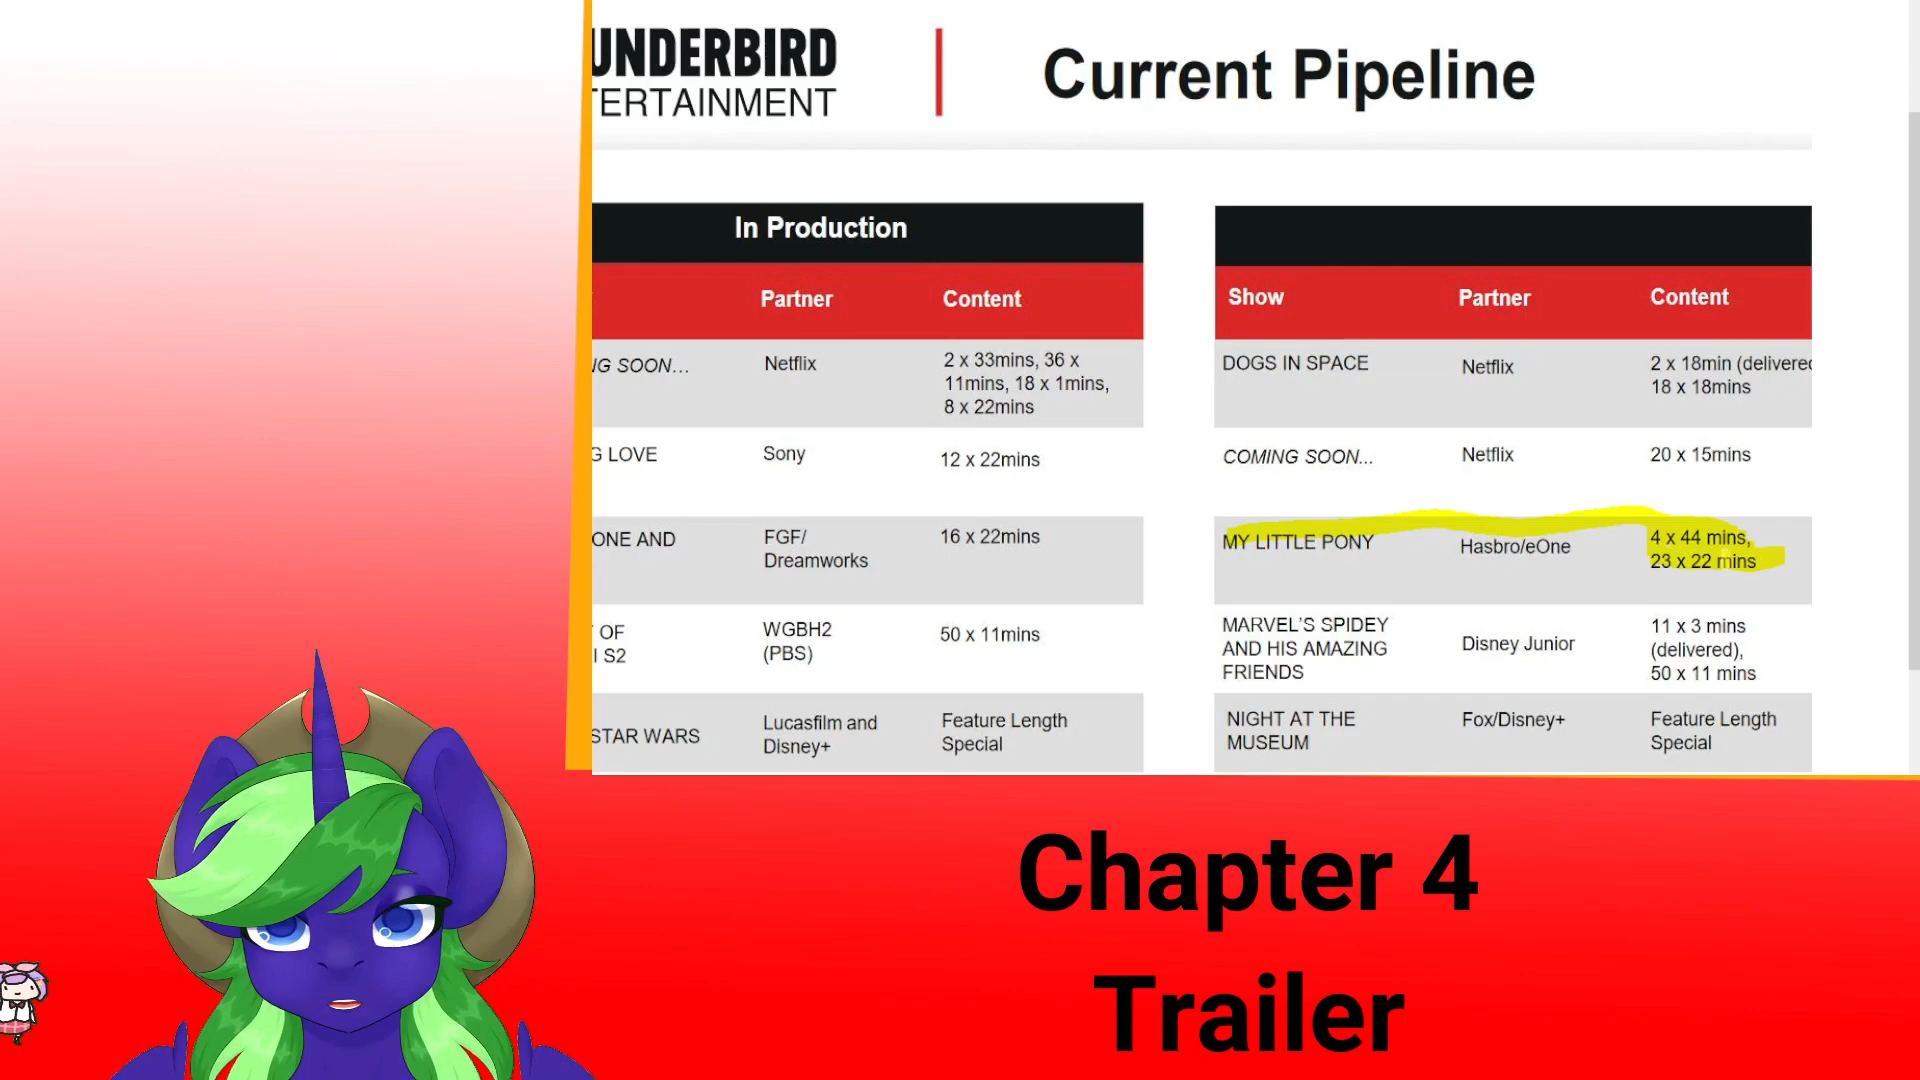 UNDERBIRD
TERTAINMENT
Current Pipeline
In Production
Partner Content
NG SOON... Netflix 2 x 33mins, 36 x
11mins, 18 x 1mins,
8 x 22mins
G LOVE Sony 12 x 22mins
ONE AND FGF/
Dreamworks 16 x 22mins
OF
I S2 WGBH2
(PBS) 50 x 11mins
STAR WARS Lucasfilm and
Disney+ Feature Length
Special
Show Partner Content
DOGS IN SPACE Netflix 2 x 18min (delivered
18 x 18mins
COMING SOON... Netflix 20 x 15mins
MY LITTLE PONY Hasbro/eOne 4 x 44 mins,
23 x 22 mins
MARVEL'S SPIDEY
AND HIS AMAZING
FRIENDS Disney Junior 11 x 3 mins
(delivered),
50 x 11 mins
NIGHT AT THE
MUSEUM Fox/Disney+ Feature Length
Special
Chapter 4
Trailer